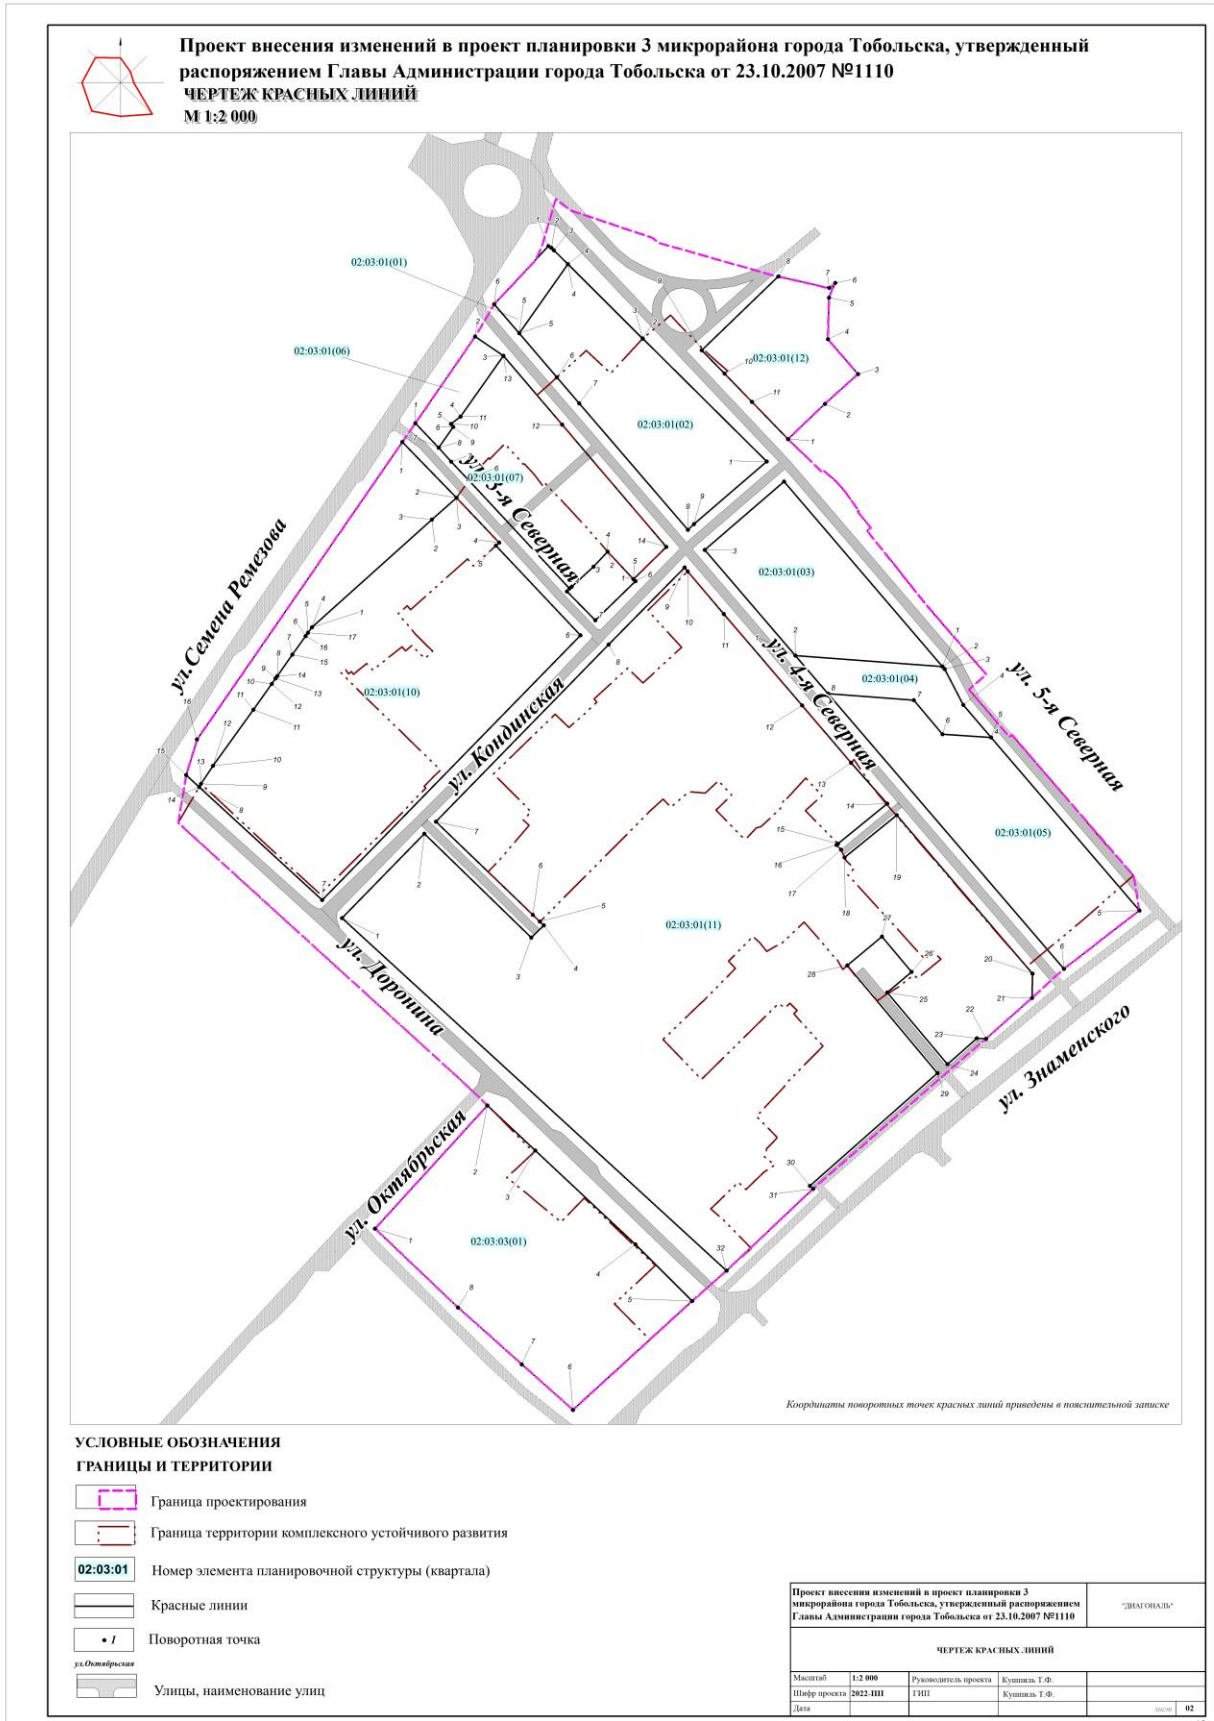 Проект внесения изменений в проект планировки 3 микрорайона города Тобольска, утвержденный
распоряжением Главы Администрации города Тобольска от 23.10.2007 №1110
ЧЕРТЕЖ КРАСНЫХ ЛИНИЙ
М 1:2 000
02:03:01(01)
02:03:01(06)
02:03:01(12)
02:03:01(02)
02:03:01(07)
ул. 3-я Северная
ул.Семена Ремезова
02:03:01(03)
02:03:01(04)
02:03:01(10)
ул. Кондинская
ул. 4-я Северная
ул. 5-я Северная
02:03:01(05)
02:03:01(11)
ул. Доронина
ул. Знаменского
ул. Октябрьская
02:03:03(01)
Координаты поворотных точек красных линий приведены в пояснительной записке
УСЛОВНЫЕ ОБОЗНАЧЕНИЯ
ГРАНИЦЫ И ТЕРРИТОРИИ
Граница проектирования
Граница территории комплексного устойчивого развития
02:03:01 Номер элемента планировочной структуры (квартала)
Красные линии
1 Поворотная точка
ул.Октябрьская
Улицы, наименование улиц
Проект внесения изменений в проект планировки 3
микрорайона города Тобольска, утвержденный распоряжением
Главы Администрации города Тобольска от 23.10.2007 №1110
"ДИАГОНАЛЬ"
ЧЕРТЕЖ КРАСНЫХ ЛИНИЙ
Масштаб 1:2 000 Руководитель проекта
Шифр проекта 2022-ПП ГИП
Дата лист 02